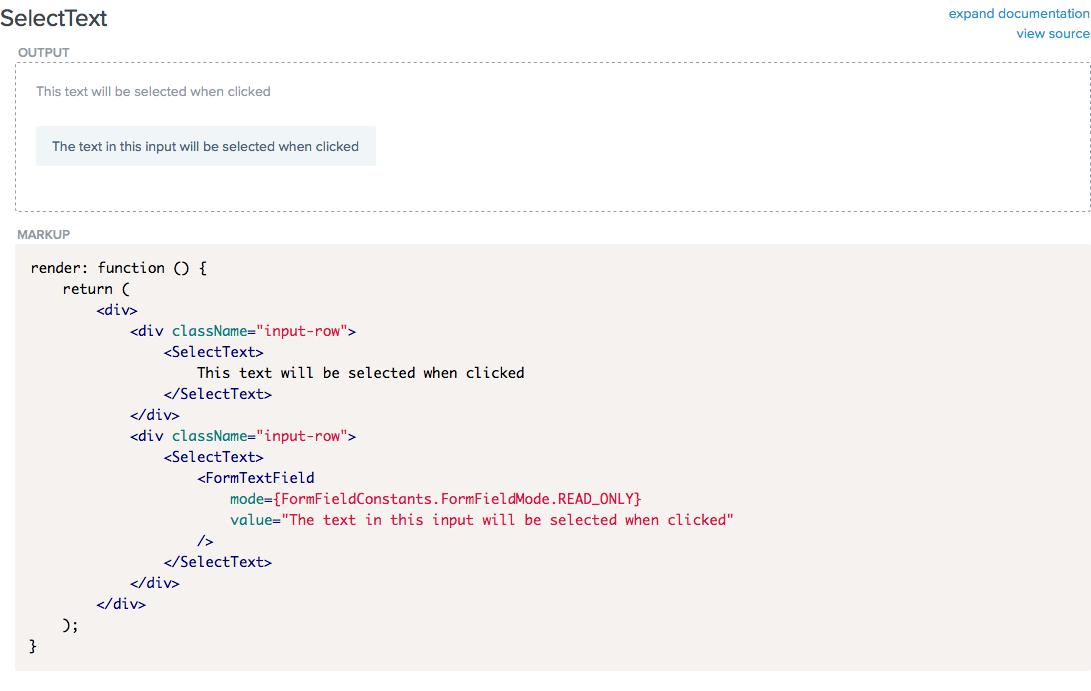 SelectText
expand documentation
view source
OUTPUT
This text will be selected when clicked
The text in this input will be selected when clicked
MARKUP
render: function () {
    return (
        <div>
            <div className="input-row">
                <SelectText>
                    This text will be selected when clicked
                </SelectText>
            </div>
            <div className="input-row">
                <SelectText>
                    <FormTextField
                        mode={FormFieldConstants.FormFieldMode.READ_ONLY}
                        value="The text in this input will be selected when clicked"
                    />
                </SelectText>
            </div>
        </div>
    );
}